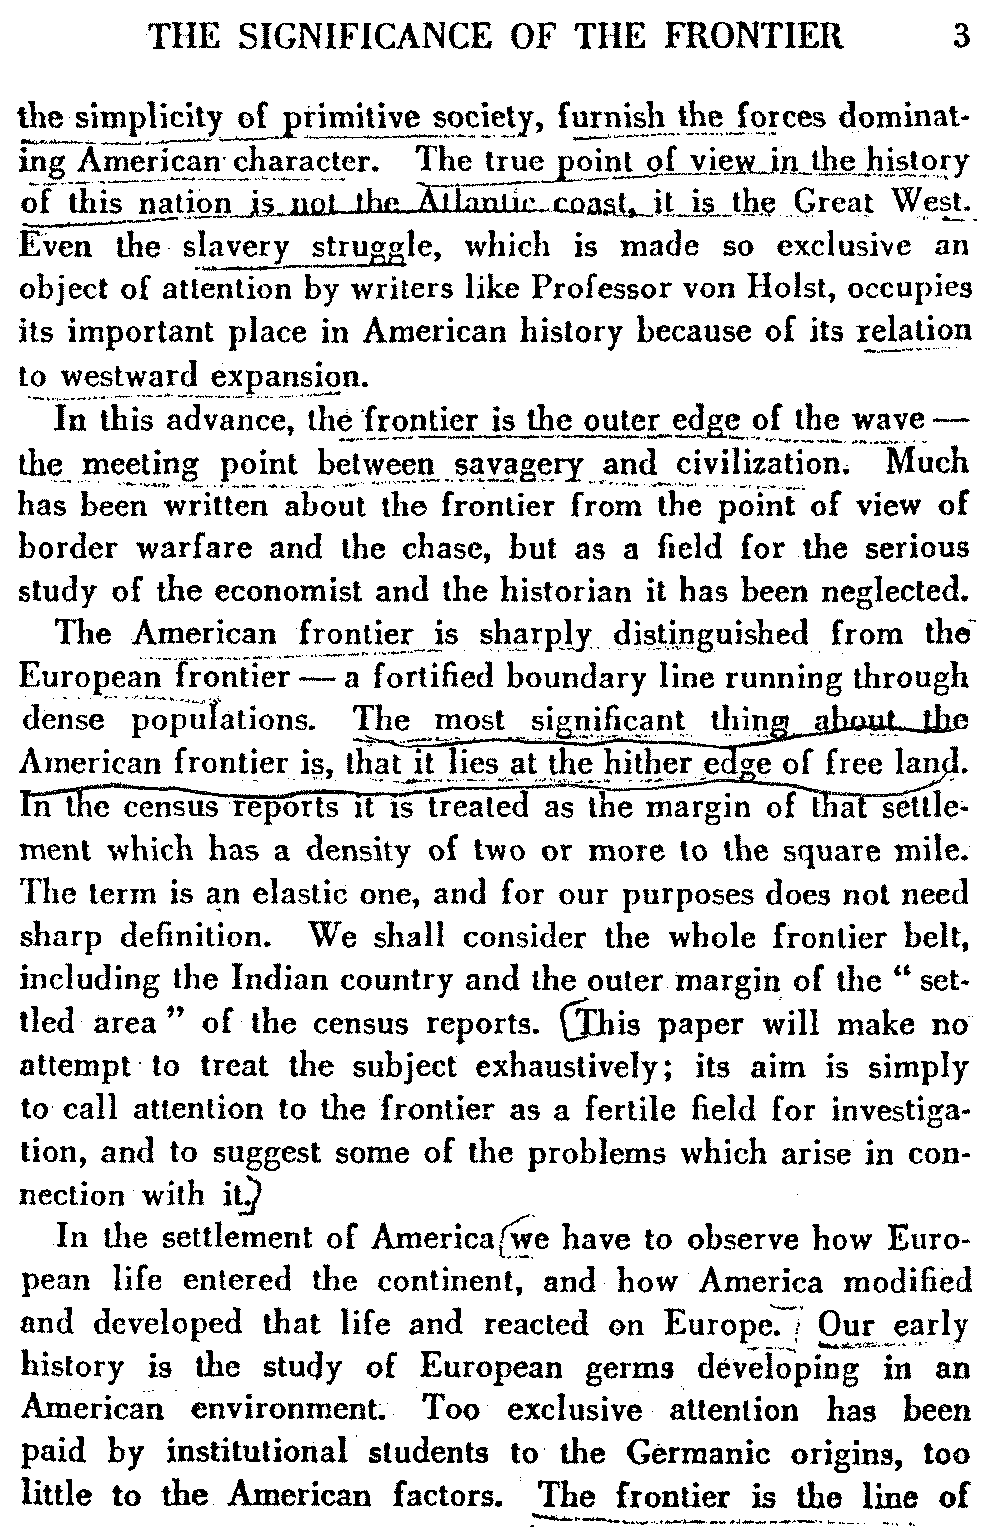 THE SIGNIFICANCE OF THE FRONTIER 3
the simplicity of primitive society, furnish the forces dominat-
ing American character. The true point of view in the history
of this nation is not the Atlantic coast, it is the Great West.
Even the slavery struggle, which is made so exclusive an
object of attention by writers like Professor von Holst, occupies
its important place in American history because of its relation
to westward expansion.
In this advance, the frontier is the outer edge of the wave —
the meeting point between savagery and civilization. Much
has been written about the frontier from the point of view of
border warfare and the chase, but as a field for the serious
study of the economist and the historian it has been neglected.
The American frontier is sharply distinguished from the
European frontier — a fortified boundary line running through
dense populations. The most significant thing about the
American frontier is, that it lies at the hither edge of free land.
In the census reports it is treated as the margin of that settle-
ment which has a density of two or more to the square mile.
The term is an elastic one, and for our purposes does not need
sharp definition. We shall consider the whole frontier belt,
including the Indian country and the outer margin of the " set-
tled area " of the census reports. (This paper will make no
attempt to treat the subject exhaustively; its aim is simply
to call attention to the frontier as a fertile field for investiga-
tion, and to suggest some of the problems which arise in con-
nection with it.)
In the settlement of America we have to observe how Euro-
pean life entered the continent, and how America modified
and developed that life and reacted on Europe. Our early
history is the study of European germs developing in an
American environment. Too exclusive attention has been
paid by institutional students to the Germanic origins, too
little to the American factors. The frontier is the line of